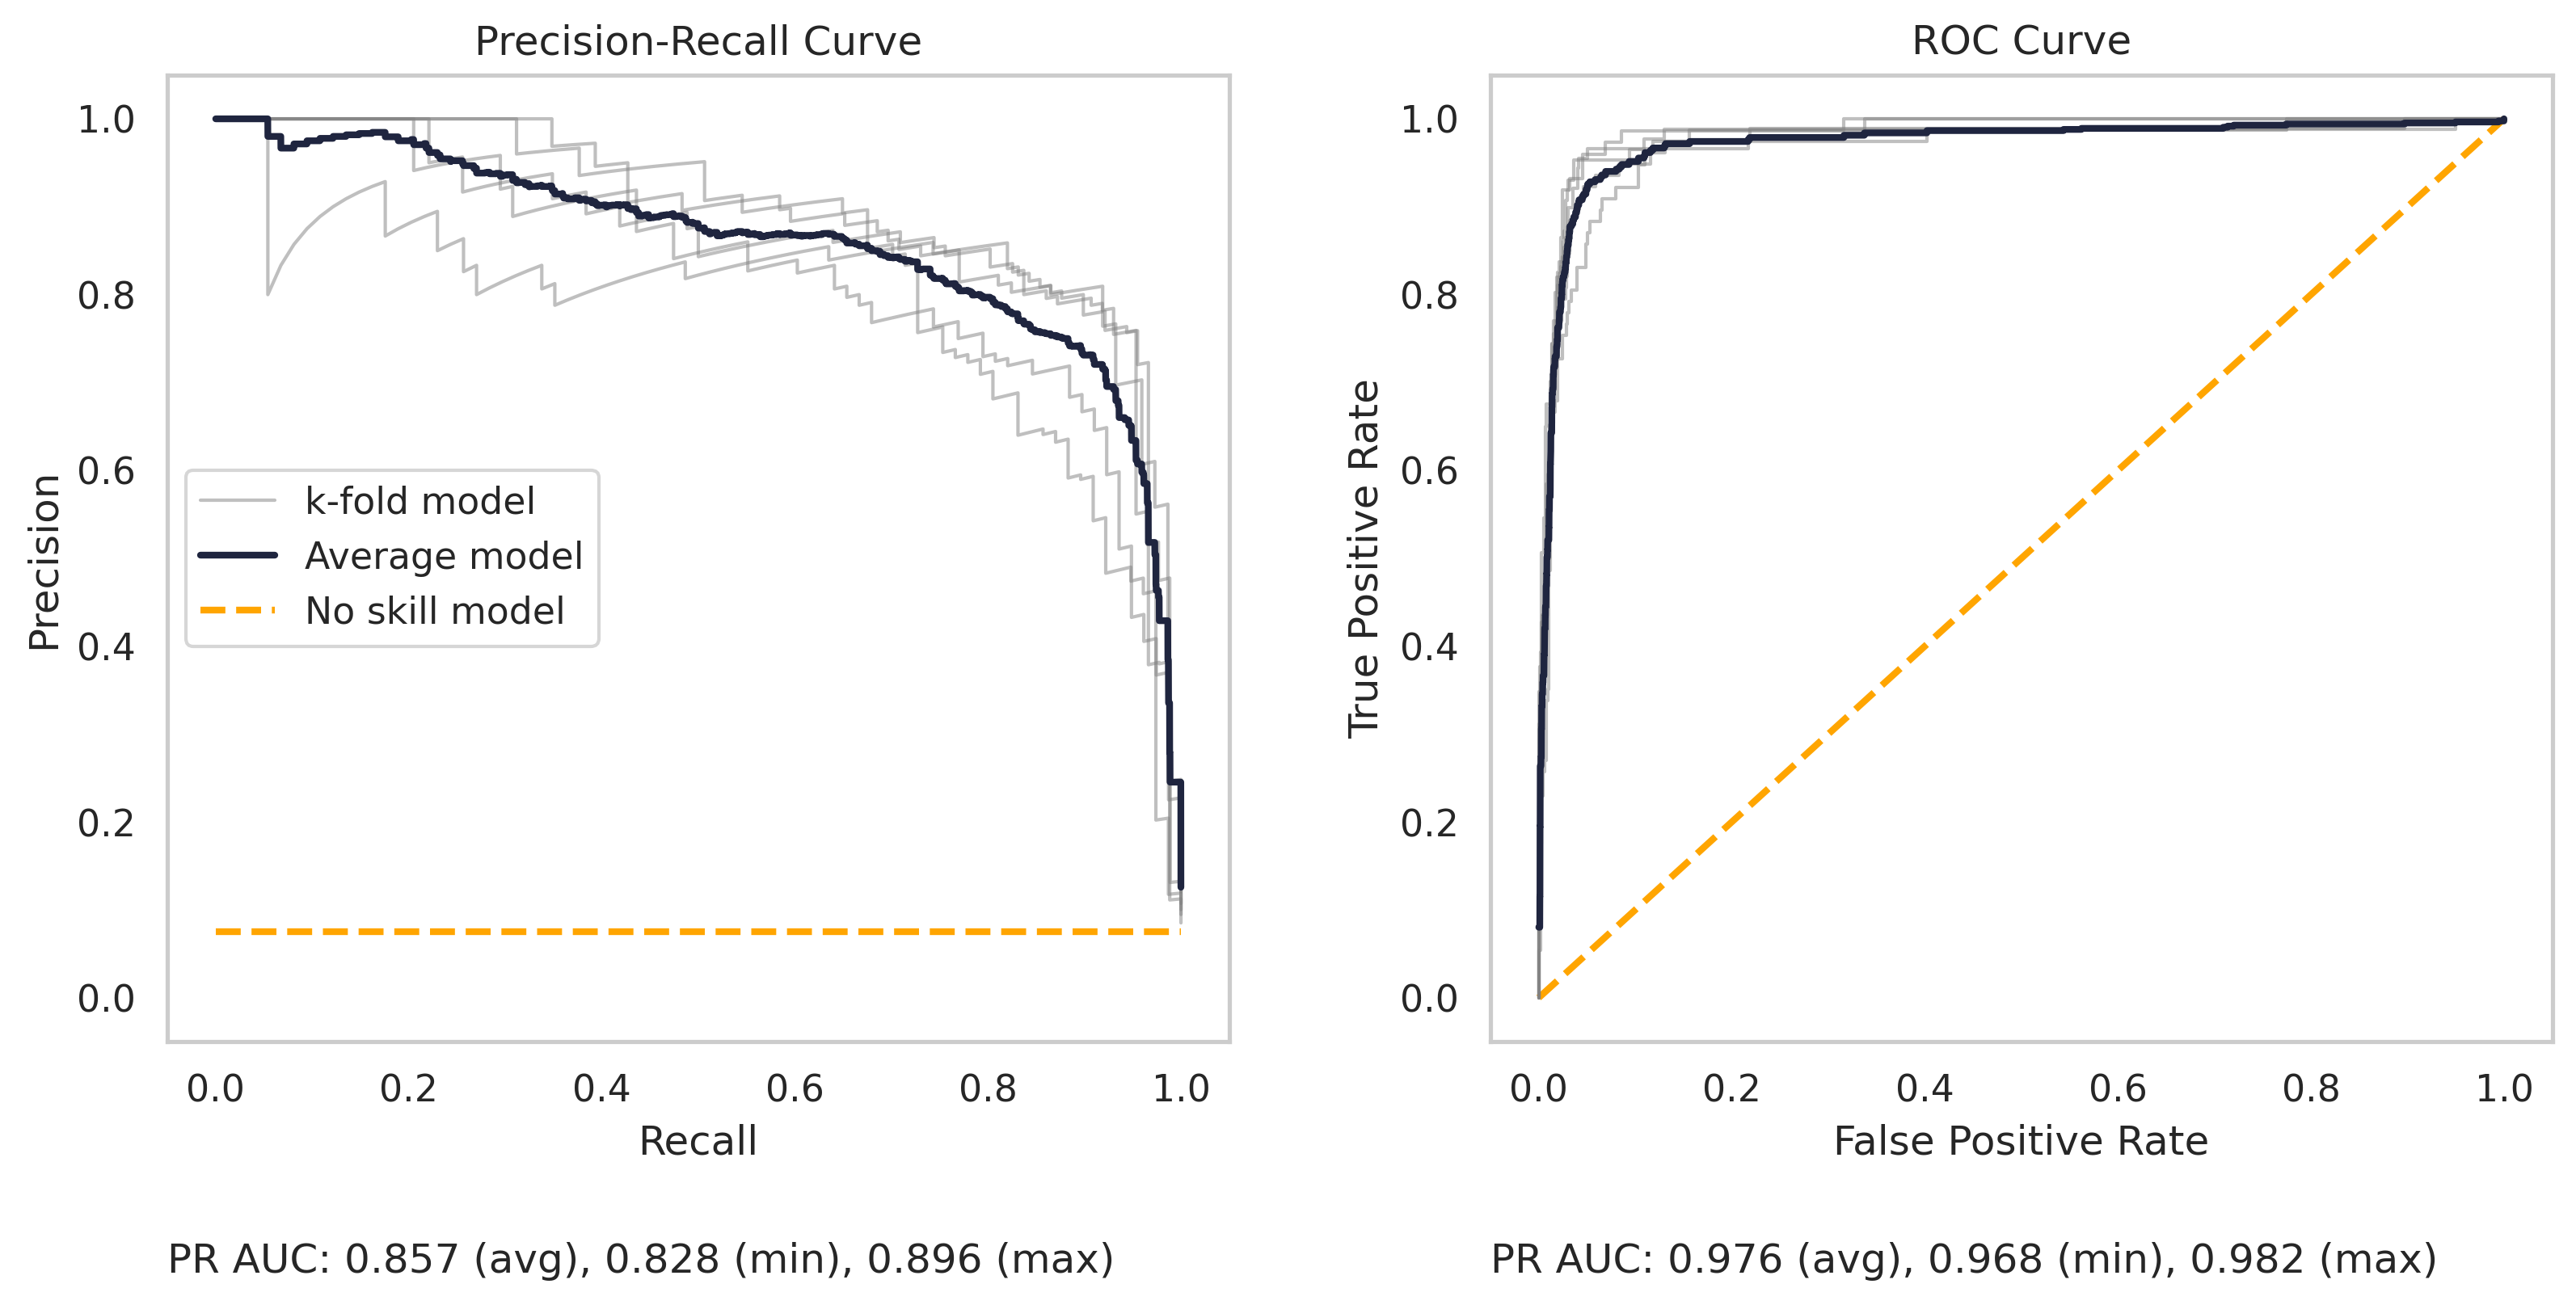 Precision-Recall Curve
1.0
0.8
0.6
0.4
0.2
0.0
Precision
k-fold model
Average model
No skill model
0.0 0.2 0.4 0.6 0.8 1.0
Recall
PR AUC: 0.857 (avg), 0.828 (min), 0.896 (max)
ROC Curve
1.0
0.8
0.6
0.4
0.2
0.0
True Positive Rate
0.0 0.2 0.4 0.6 0.8 1.0
False Positive Rate
PR AUC: 0.976 (avg), 0.968 (min), 0.982 (max)